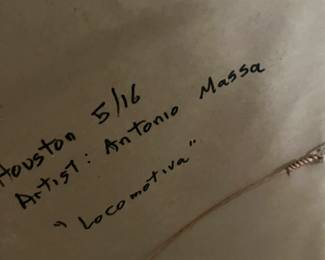 Houston 5/16
Artist: Antonio Massa
"Locomotiva"